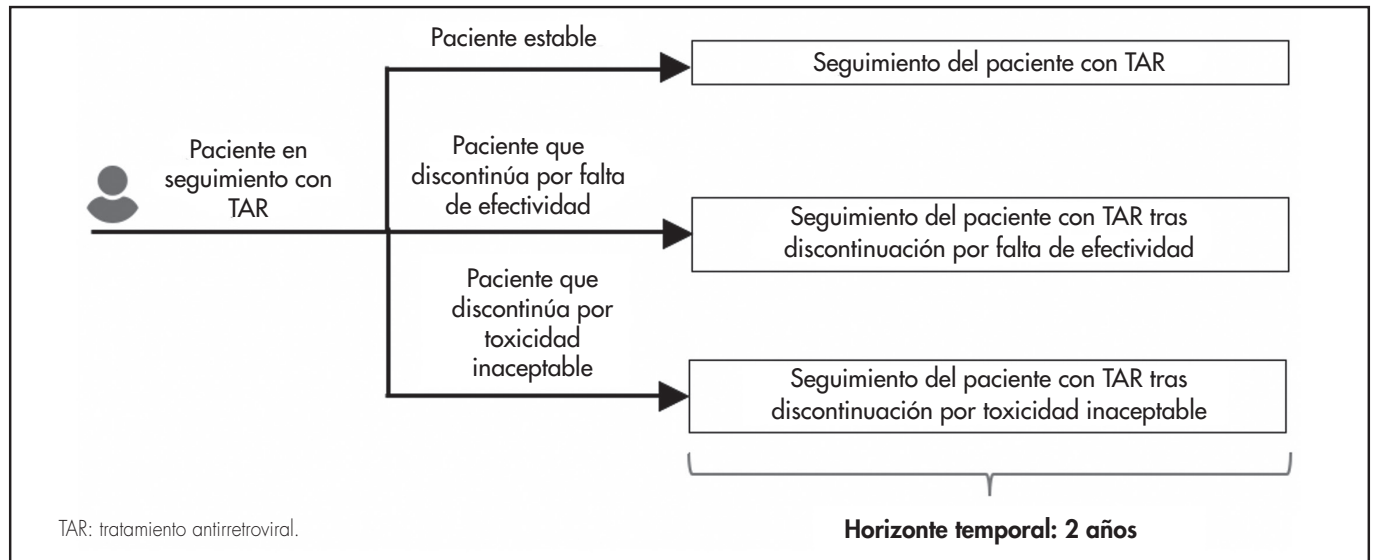 Paciente estable
Seguimiento del paciente con TAR
Paciente en
seguimiento con
TAR
Paciente que
discontinúa por falta
de efectividad
Seguimiento del paciente con TAR tras
discontinuación por falta de efectividad
Paciente que
discontinúa por
toxicidad
inaceptable
Seguimiento del paciente con TAR tras
discontinuación por toxicidad inaceptable
TAR: tratamiento antirretroviral.
Horizonte temporal: 2 años